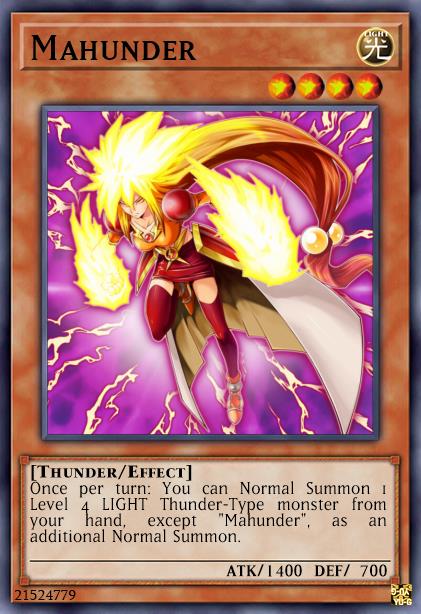 Mahunder
LIGHT
光
[Thunder/Effect]
Once per turn: You can Normal Summon 1
Level 4 LIGHT Thunder-Type monster from
your hand, except "Mahunder", as an
additional Normal Summon.
ATK/1400 DEF/ 700
21524779